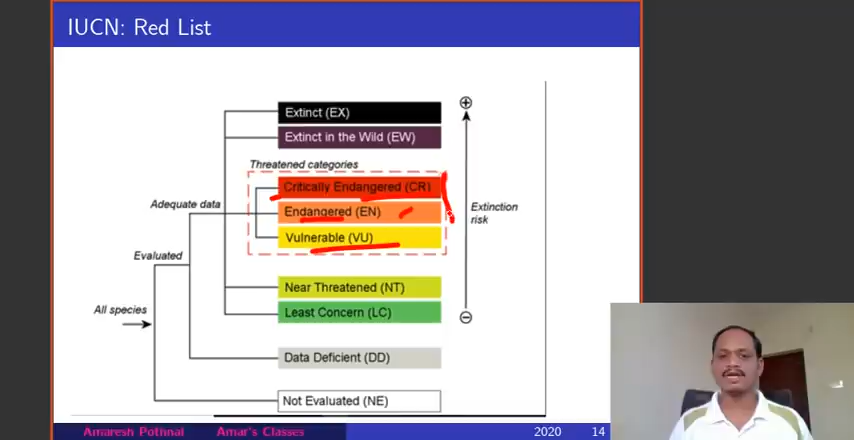 IUCN: Red List
Extinct (EX)
Extinct in the Wild (EW)
Threatened categories
Critically Endangered (CR)
Adequate data
Endangered (EN)
Extinction
risk
Vulnerable (VU)
Evaluated
Near Threatened (NT)
All species
Least Concern (LC)
Data Deficient (DD)
Not Evaluated (NE)
Amaresh Pothnal Amar's Classes 2020 14